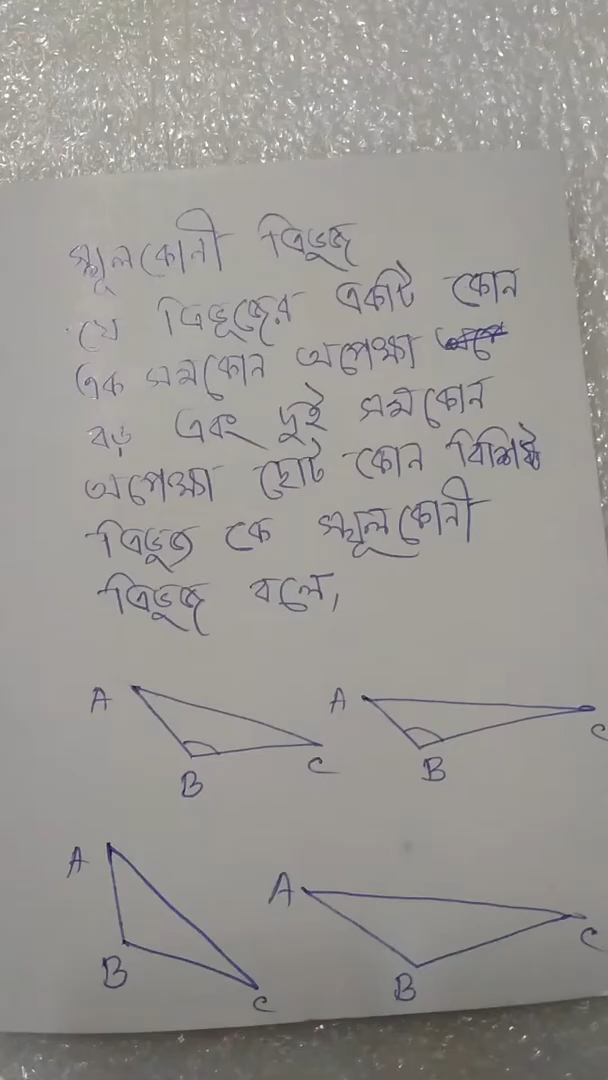 স্থূলকোনী ত্রিভুজ
যে ত্রিভূজের একটি কোন
এক সমকোন অপেক্ষা
বড় এবং দুই সমকোন
অপেক্ষা ছোট কোন বিশিষ্ট
ত্রিভুজ কে স্থূলকোনী
ত্রিভুজ বলে,
A A
B C B C
A A
B C B C